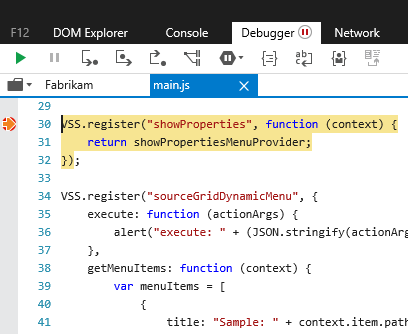 F12 DOM Explorer Console Debugger Network
Fabrikam main.js
29
30 VSS.register("showProperties", function (context) {
31 return showPropertiesMenuProvider;
32 });
33
34 VSS.register("sourceGridDynamicMenu", {
35 execute: function (actionArgs) {
36 alert("execute: " + (JSON.stringify(actionArg
37 },
38 getMenuItems: function (context) {
39 var menuItems = [
40 {
41 title: "Sample: " + context.item.path